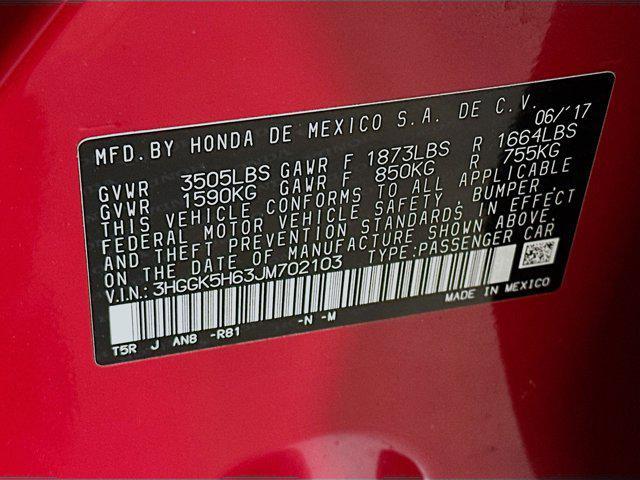 MFD.BY HONDA DE MEXICO S.A. DE C.V. 06/'17
GVWR 3505LBS GAWR F 1873LBS R 1664LBS
GVWR 1590KG GAWR F 850KG R 755KG
THIS VEHICLE CONFORMS TO ALL APPLICABLE
FEDERAL MOTOR VEHICLE SAFETY, BUMPER,
AND THEFT PREVENTION STANDARDS IN EFFECT
ON THE DATE OF MANUFACTURE SHOWN ABOVE.
V.I.N: 3HGGK5H63JM702103 TYPE:PASSENGER CAR
T5R J AN8 -R81 -N -M MADE IN MEXICO